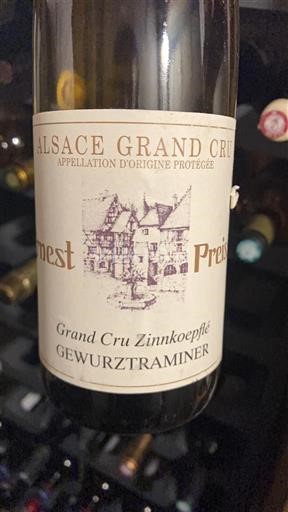 ALSACE GRAND CRU
APPELLATION D'ORIGINE PROTÉGÉE
Grand Cru Zinnkoepflé
GEWURZTRAMINER